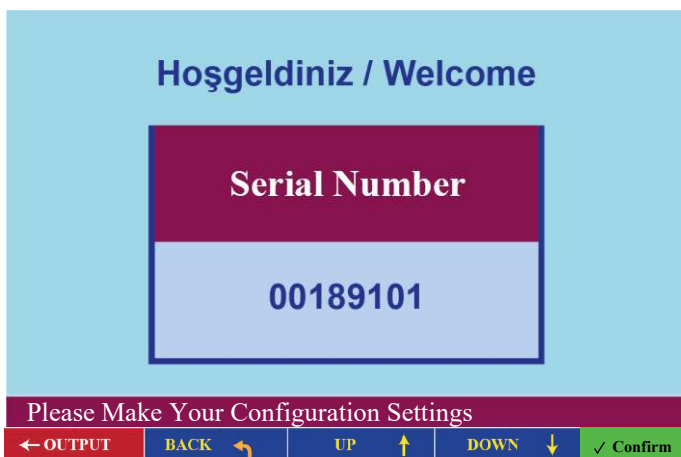 Hoşgeldiniz / Welcome
Serial Number
00189101
Please Make Your Configuration Settings
← OUTPUT BACK ↰ UP ↑ DOWN ↓ ✓ Confirm